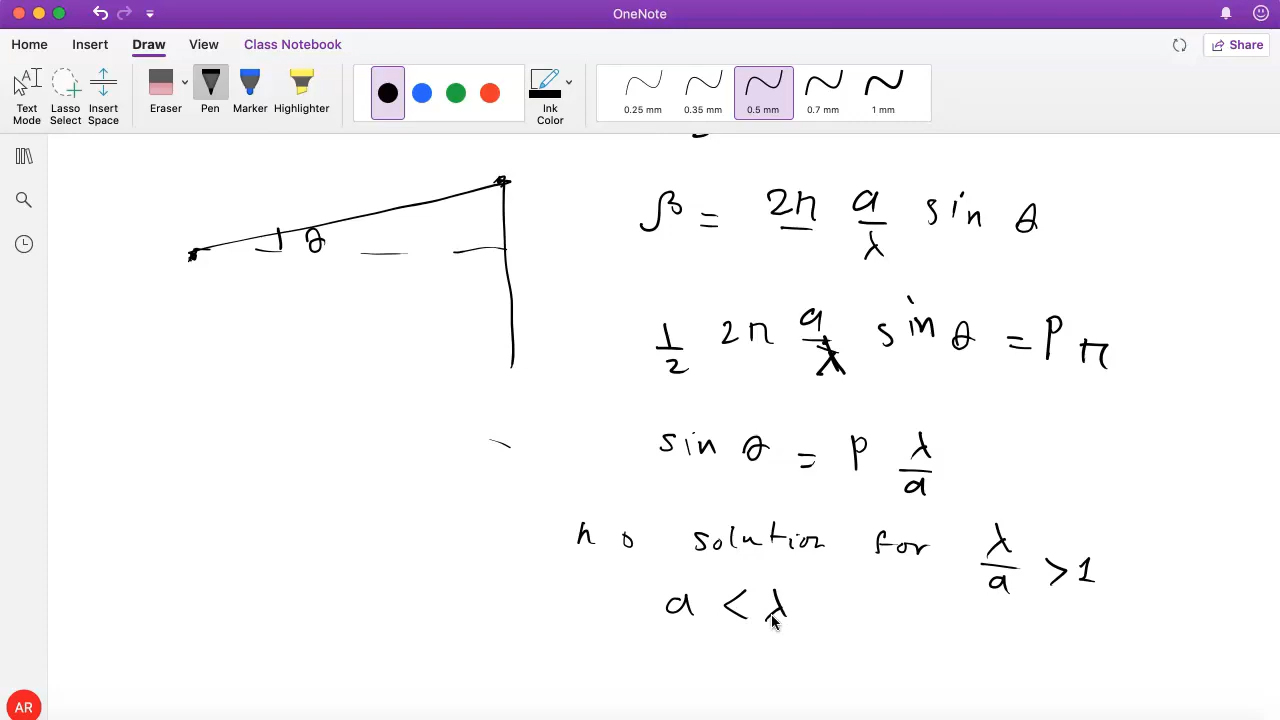 OneNote
Home Insert Draw View Class Notebook Share
Text Mode Lasso Select Insert Space Eraser Pen Marker Highlighter Ink Color 0.25 mm 0.35 mm 0.5 mm 0.7 mm 1 mm
β = 2π a/λ sin θ
θ
1/2 2π a/λ sin θ = p π
sin θ = p λ/a
no solution for λ/a > 1
a < λ
AR